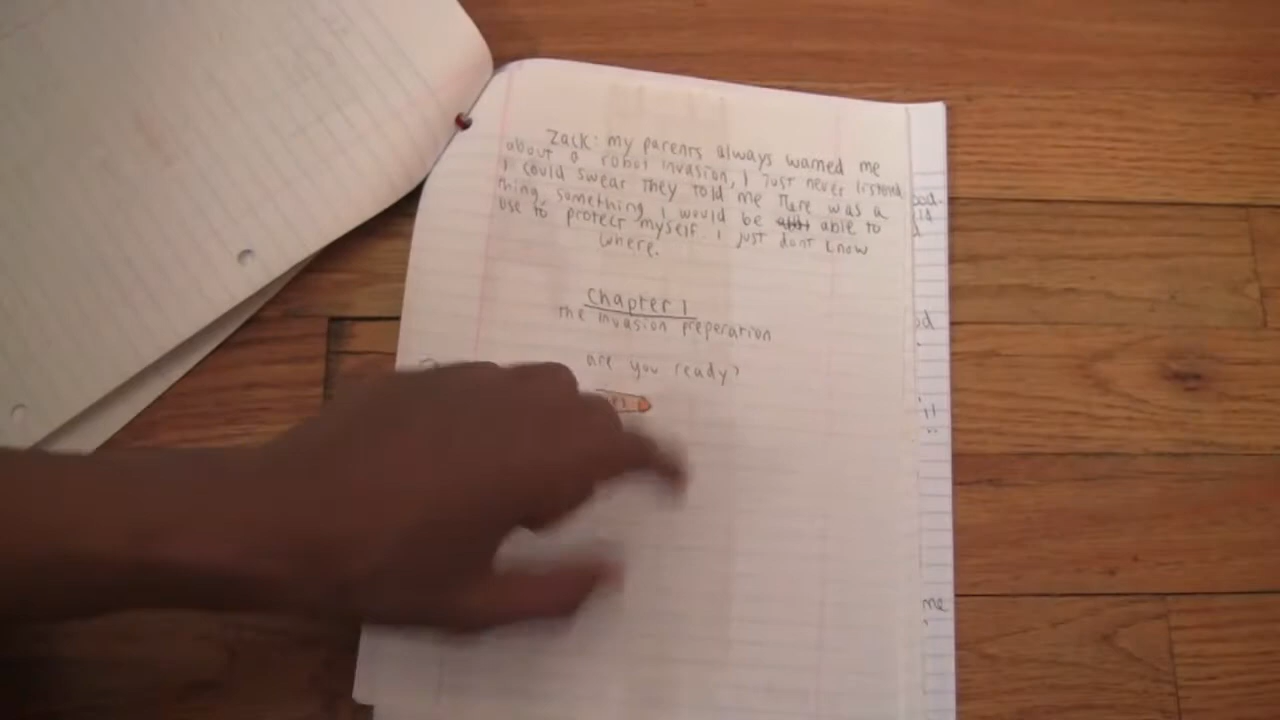 Zack: my parents always warned me
about a robot invasion, I just never listend
I could swear they told me There was a
thing, something I would be able to
use to protect myself I just dont know
where.
Chapter 1
the invasion preperation
are you ready?
me